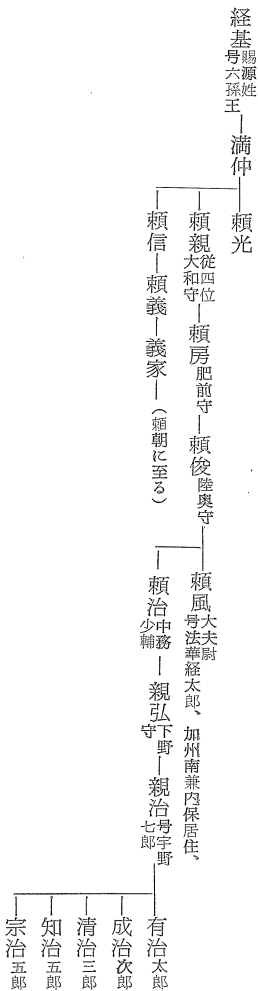 経基 賜源姓 号六孫王
満仲
頼光
頼親 従四位 大和守
頼房 肥前守
頼俊 陸奥守
頼風 大夫尉 号法華経太郎、加州南兼内保居住、
頼治 中務少輔
親弘 下野守
親治 号宇野七郎
有治 太郎
成治 次郎
清治 三郎
知治 五郎
宗治 五郎
頼信
頼義
義家
(頼朝に至る)